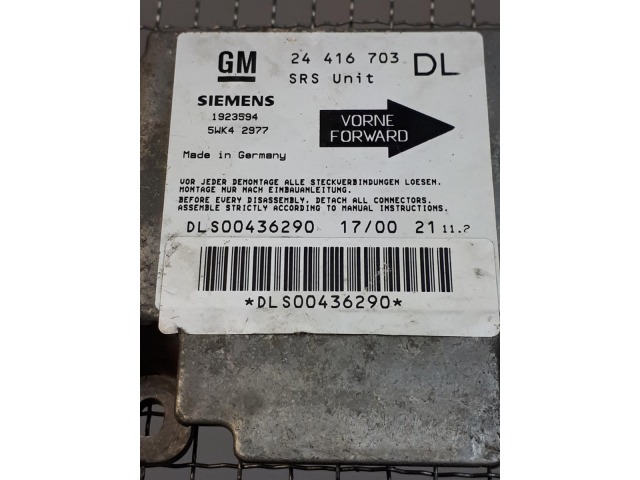 GM 24 416 703 DL
SRS Unit
SIEMENS
1923594
5WK4 2977
VORNE
FORWARD
Made in Germany
VOR JEDER DEMONTAGE ALLE STECKVERBINDUNGEN LOESEN.
MONTAGE NUR NACH EINBAUANLEITUNG.
BEFORE EVERY DISASSEMBLY, DETACH ALL CONNECTORS.
ASSEMBLE STRICTLY ACCORDING TO MANUAL INSTRUCTIONS.
DLS00436290 17/00 21
*DLS00436290*